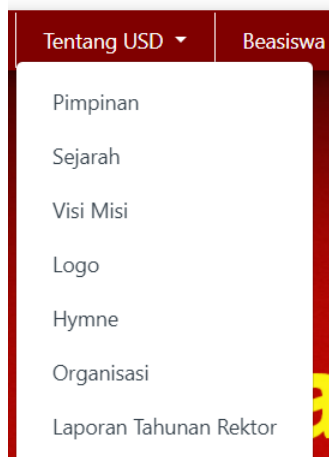 Tentang USD
Beasiswa
Pimpinan
Sejarah
Visi Misi
Logo
Hymne
Organisasi
Laporan Tahunan Rektor